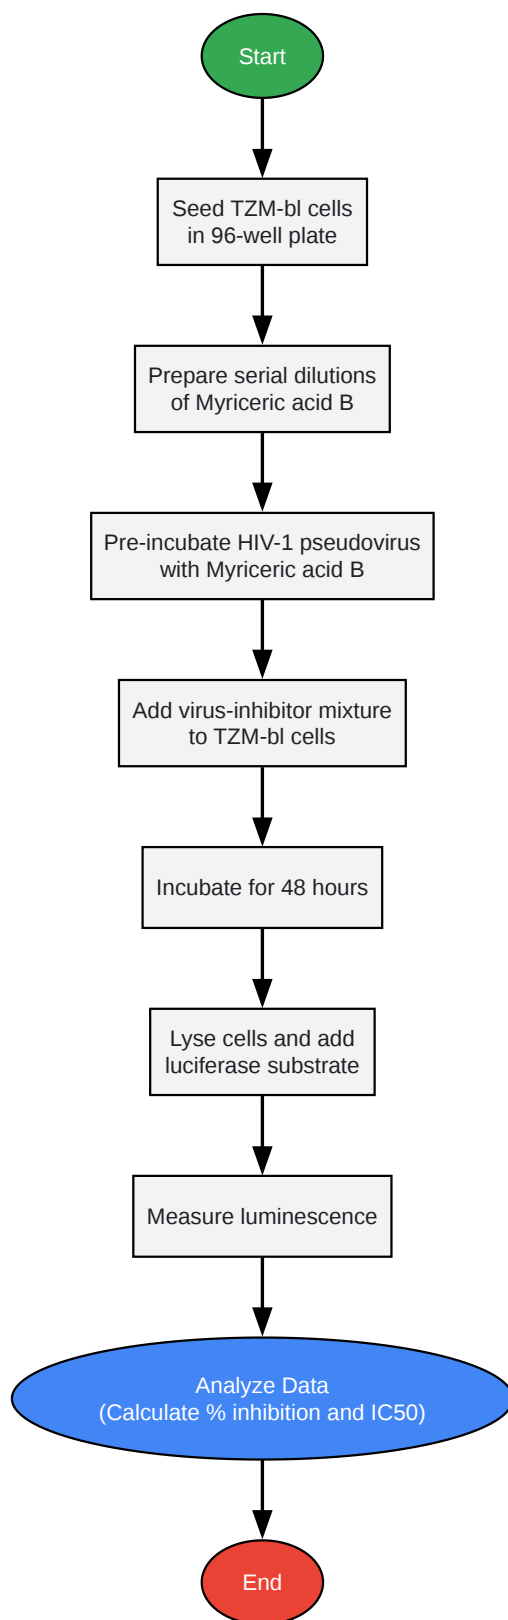 Start
Seed TZM-bl cells
in 96-well plate
Prepare serial dilutions
of Myriceric acid B
Pre-incubate HIV-1 pseudovirus
with Myriceric acid B
Add virus-inhibitor mixture
to TZM-bl cells
Incubate for 48 hours
Lyse cells and add
luciferase substrate
Measure luminescence
Analyze Data
(Calculate % inhibition and IC50)
End